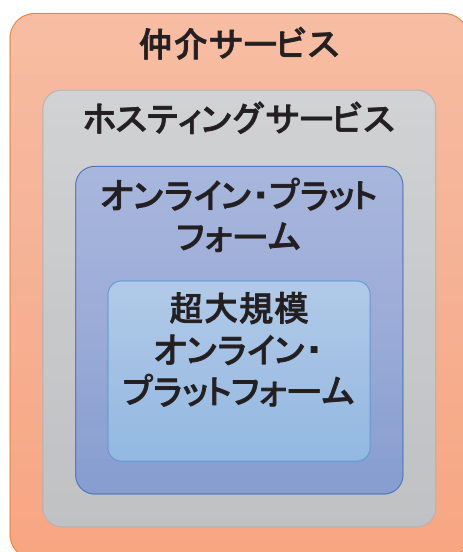 仲介サービス
ホスティングサービス
オンライン・プラット
フォーム
超大規模
オンライン・
プラットフォーム